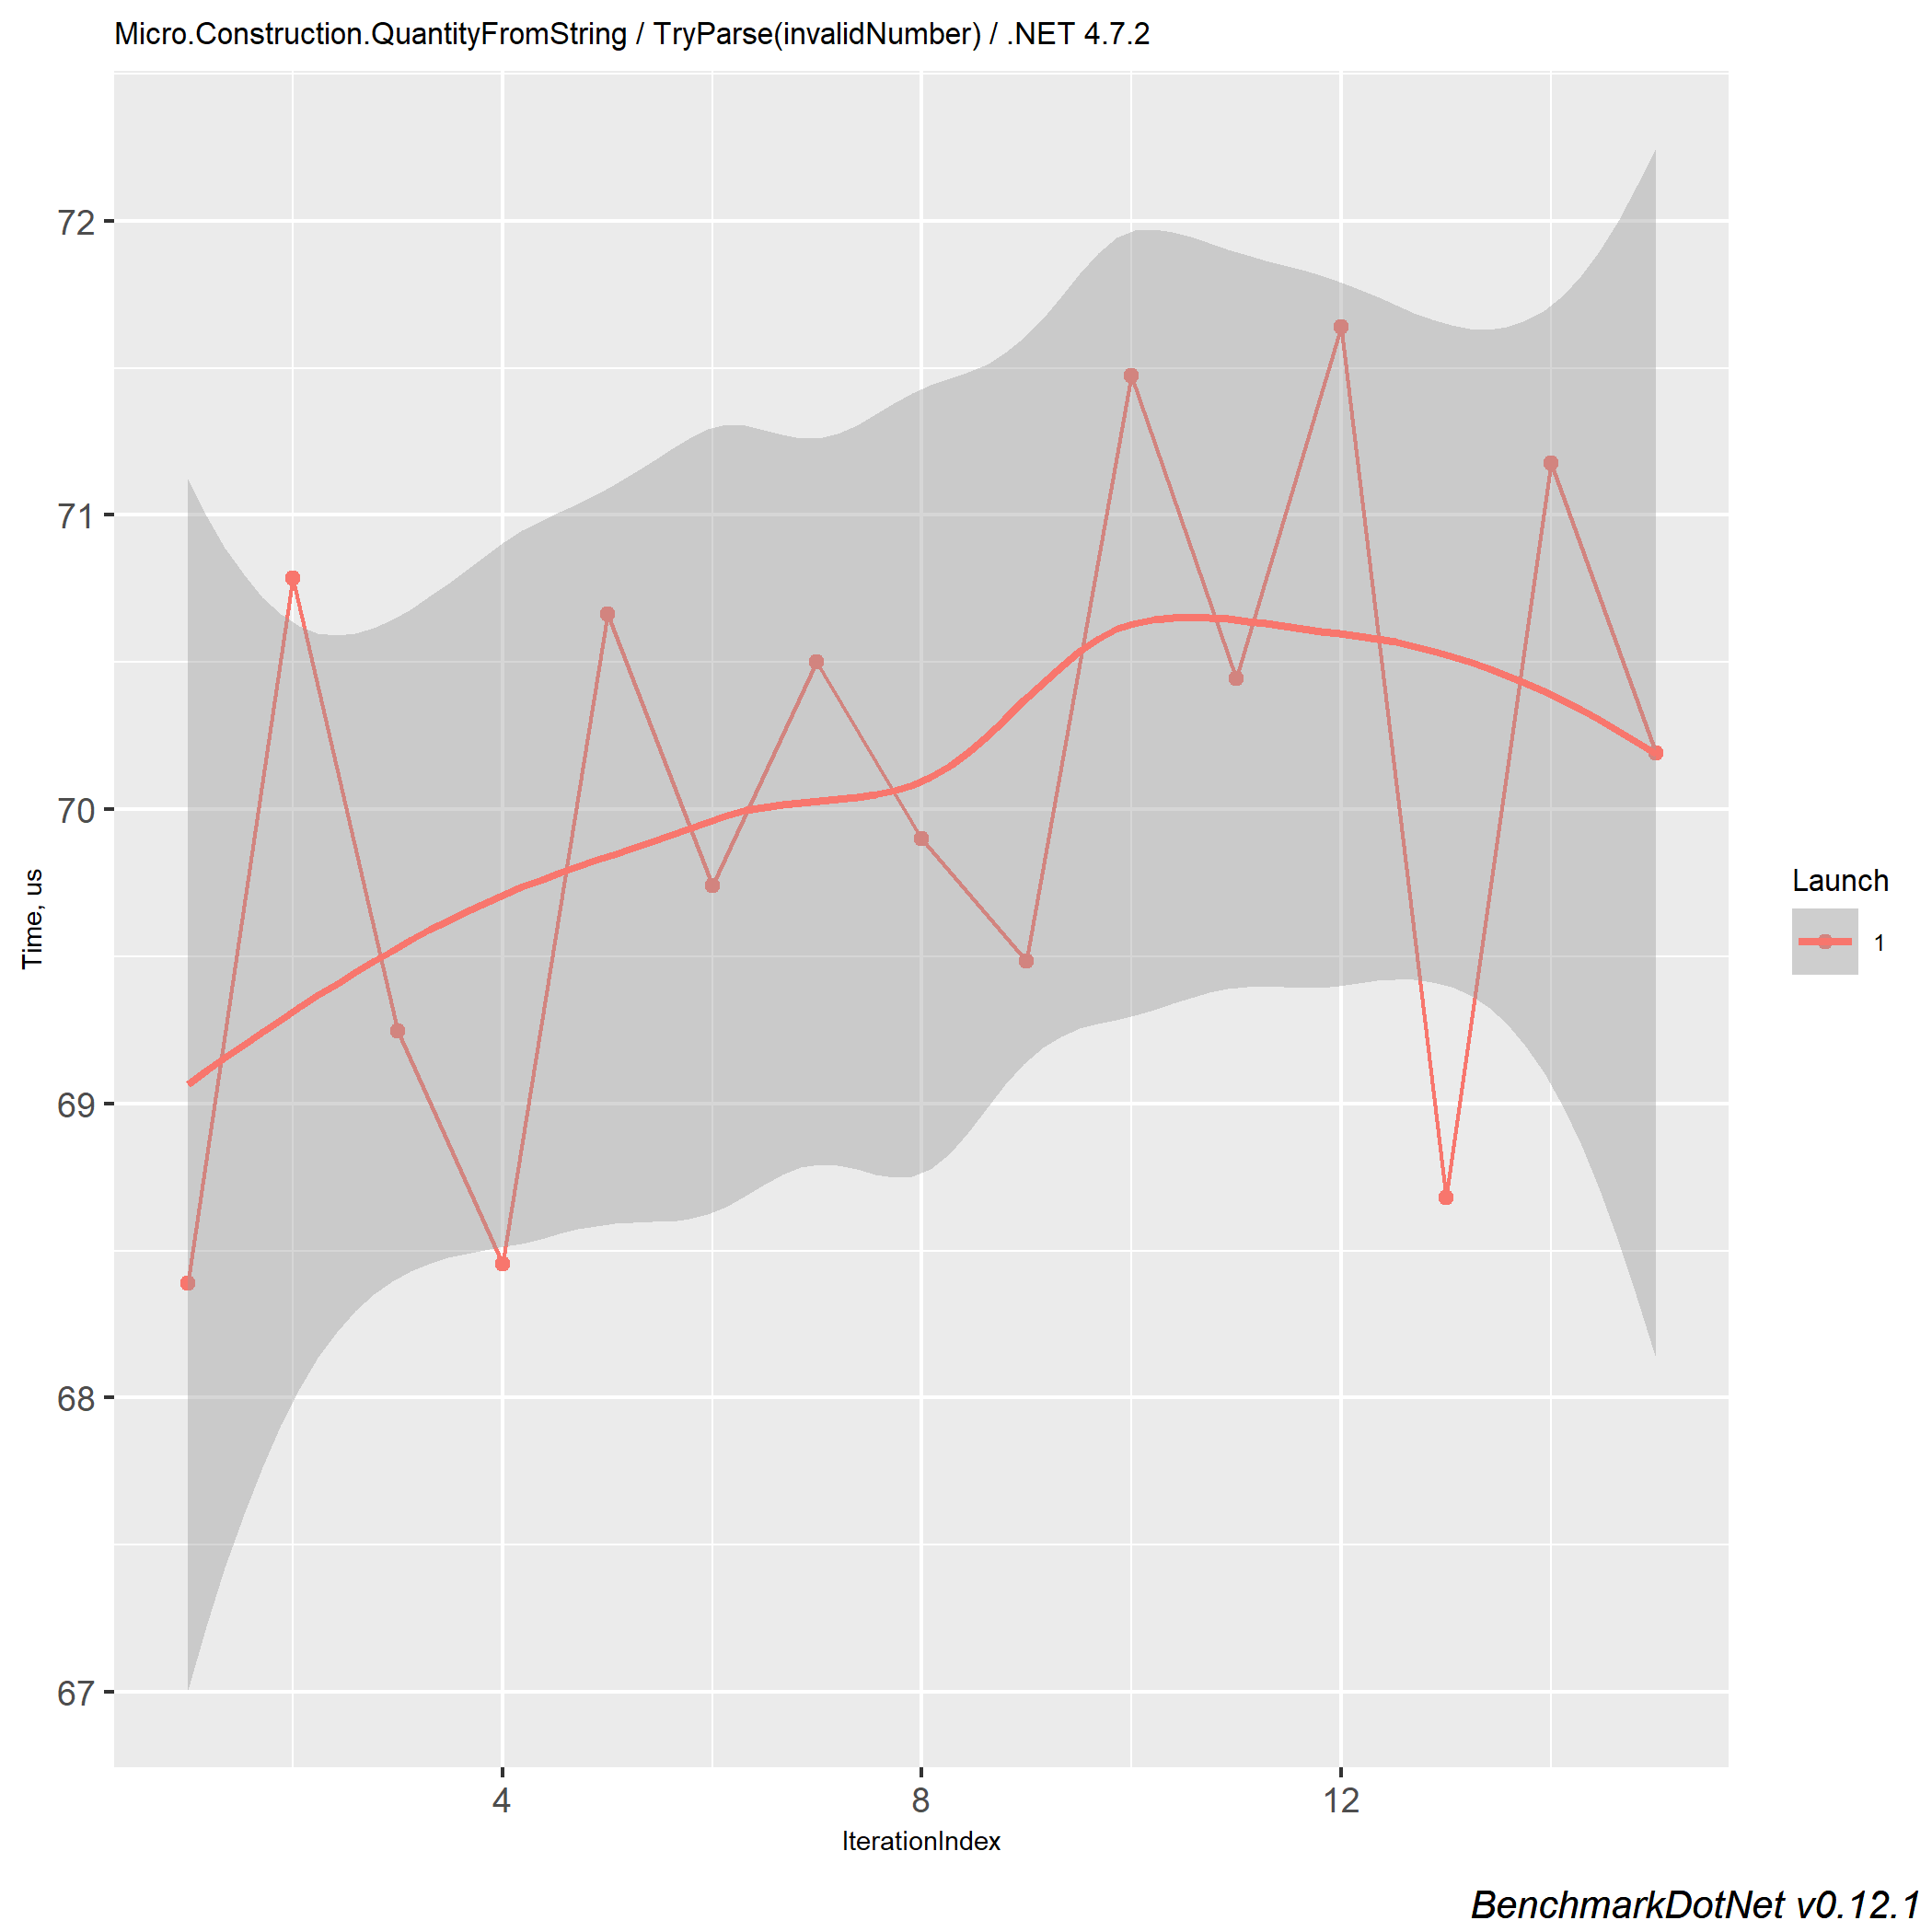 Micro.Construction.QuantityFromString / TryParse(invalidNumber) / .NET 4.7.2
72
71
70
69
68
67
Time, us
4
8
12
IterationIndex
Launch
1
BenchmarkDotNet v0.12.1